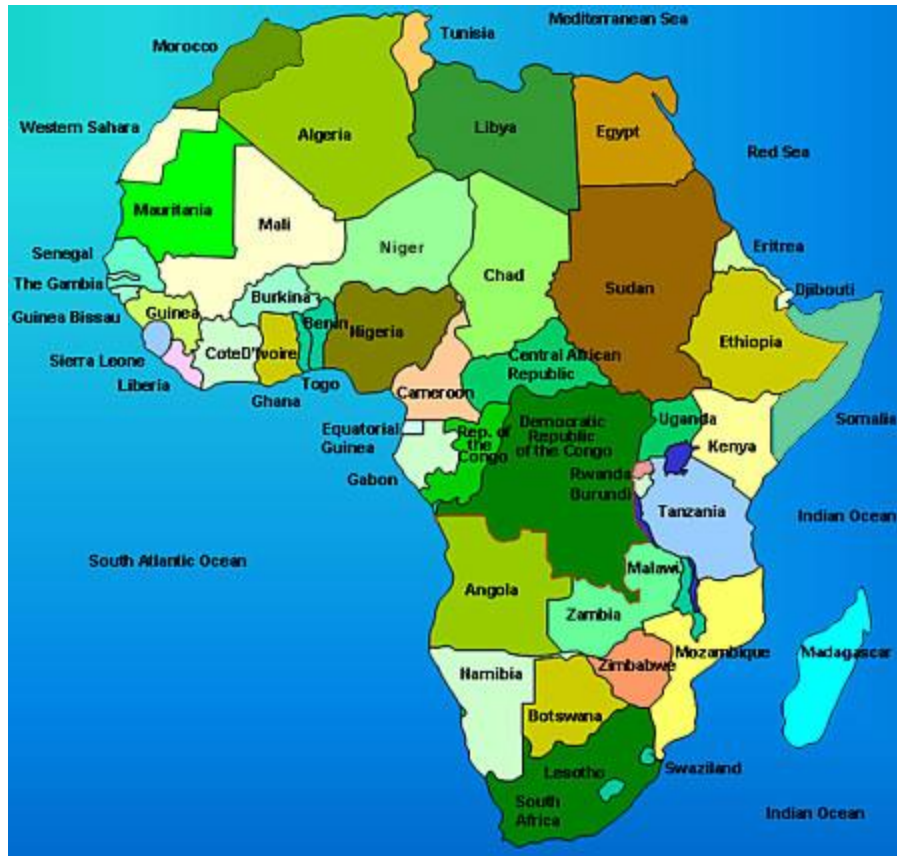 Mediterranean Sea
Tunisia
Morocco
Algeria
Libya
Egypt
Western Sahara
Red Sea
Mauritania
Mali
Niger
Chad
Sudan
Eritrea
Senegal
The Gambia
Djibouti
Burkina
Guinea
Guinea Bissau
Benin
Nigeria
Ethiopia
CoteD'Ivoire
Sierra Leone
Liberia
Togo
Ghana
Central African
Republic
Cameroon
Somalia
Equatorial
Guinea
Rep. of
the
Congo
Democratic
Republic
of the Congo
Uganda
Kenya
Gabon
Rwanda
Burundi
Tanzania
Indian Ocean
South Atlantic Ocean
Angola
Malawi
Zambia
Mozambique
Madagascar
Namibia
Zimbabwe
Botswana
Swaziland
Lesotho
South
Africa
Indian Ocean